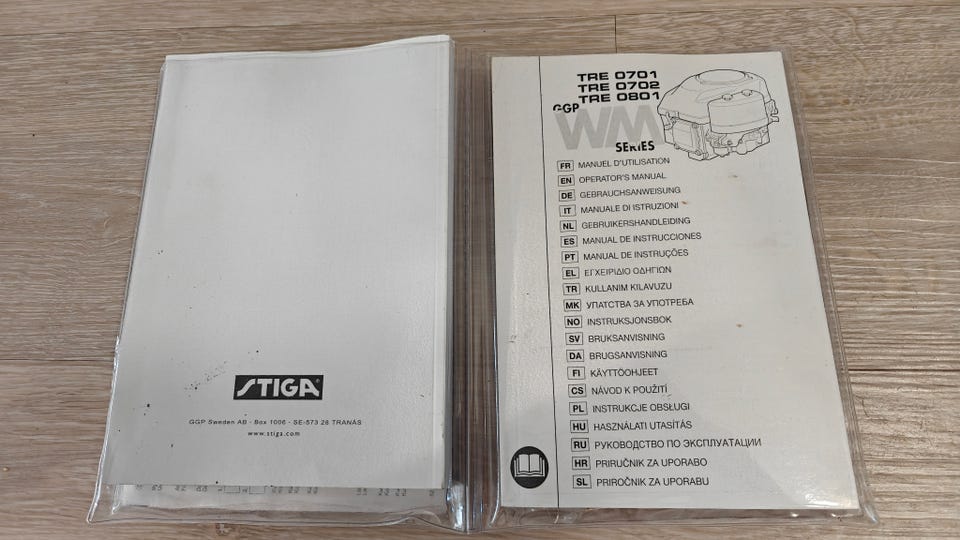 STIGA
GGP Sweden AB · Box 1006 · SE-573 28 TRANÅS
www.stiga.com
TRE 0701
TRE 0702
TRE 0801
GGP
WM
SERIES
FR MANUEL D'UTILISATION
EN OPERATOR'S MANUAL
DE GEBRAUCHSANWEISUNG
IT MANUALE DI ISTRUZIONI
NL GEBRUIKERSHANDLEIDING
ES MANUAL DE INSTRUCCIONES
PT MANUAL DE INSTRUÇÕES
EL ΕΓΧΕΙΡΙΔΙΟ ΟΔΗΓΙΩΝ
TR KULLANIM KILAVUZU
MK УПАТСТВА ЗА УПОТРЕБА
NO INSTRUKSJONSBOK
SV BRUKSANVISNING
DA BRUGSANVISNING
FI KÄYTTÖOHJEET
CS NÁVOD K POUŽITÍ
PL INSTRUKCJE OBSŁUGI
HU HASZNÁLATI UTASÍTÁS
RU РУКОВОДСТВО ПО ЭКСПЛУАТАЦИИ
HR PRIRUČNIK ZA UPORABO
SL PRIROČNIK ZA UPORABU